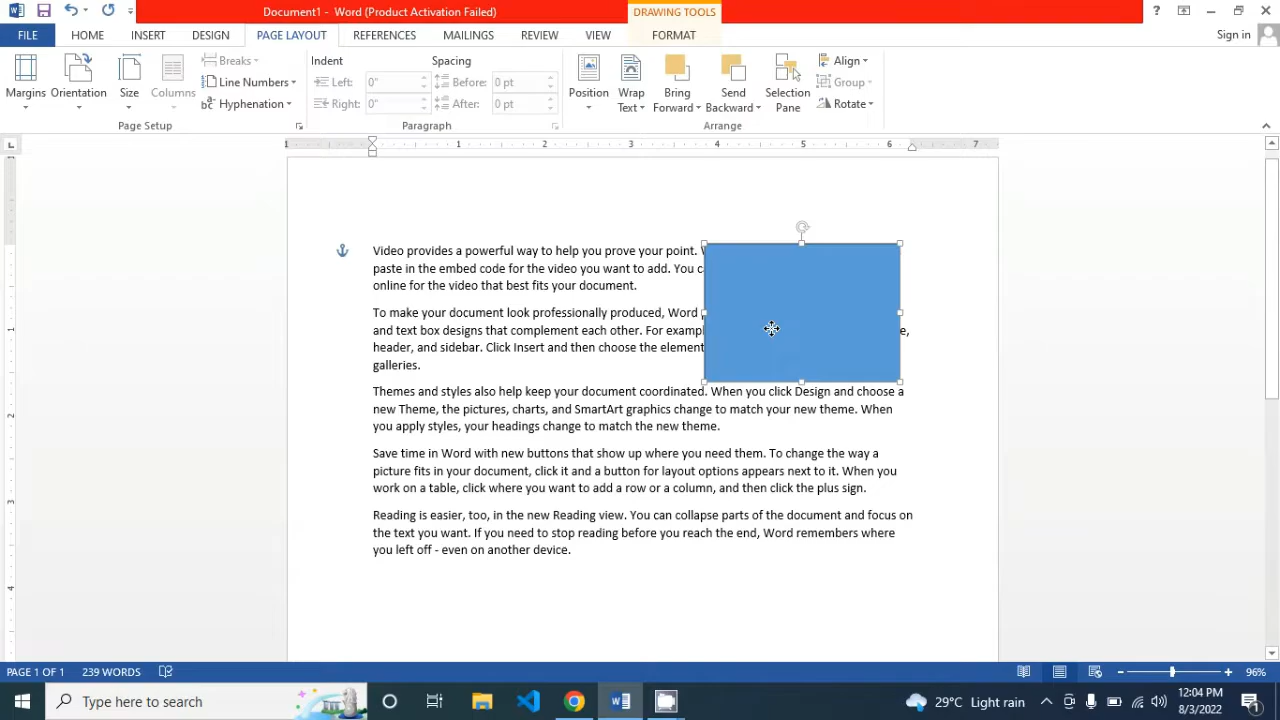 Document1 - Word (Product Activation Failed)
DRAWING TOOLS
?
FILE HOME INSERT DESIGN PAGE LAYOUT REFERENCES MAILINGS REVIEW VIEW FORMAT
Sign in
Margins
Orientation
Size
Columns
Breaks
Line Numbers
Hyphenation
Page Setup
Indent
Left: 0"
Right: 0"
Spacing
Before: 0 pt
After: 0 pt
Paragraph
Position
Wrap
Text
Bring
Forward
Send
Backward
Selection
Pane
Align
Group
Rotate
Arrange
1 1 2 3 4 5 6 7
1
2
3
4
Video provides a powerful way to help you prove your point.
paste in the embed code for the video you want to add. You
online for the video that best fits your document.
To make your document look professionally produced, Word
and text box designs that complement each other. For exampl e,
header, and sidebar. Click Insert and then choose the element
galleries.
Themes and styles also help keep your document coordinated. When you click Design and choose a
new Theme, the pictures, charts, and SmartArt graphics change to match your new theme. When
you apply styles, your headings change to match the new theme.
Save time in Word with new buttons that show up where you need them. To change the way a
picture fits in your document, click it and a button for layout options appears next to it. When you
work on a table, click where you want to add a row or a column, and then click the plus sign.
Reading is easier, too, in the new Reading view. You can collapse parts of the document and focus on
the text you want. If you need to stop reading before you reach the end, Word remembers where
you left off - even on another device.
PAGE 1 OF 1 239 WORDS
96%
Type here to search
29°C Light rain
12:04 PM
8/3/2022
1